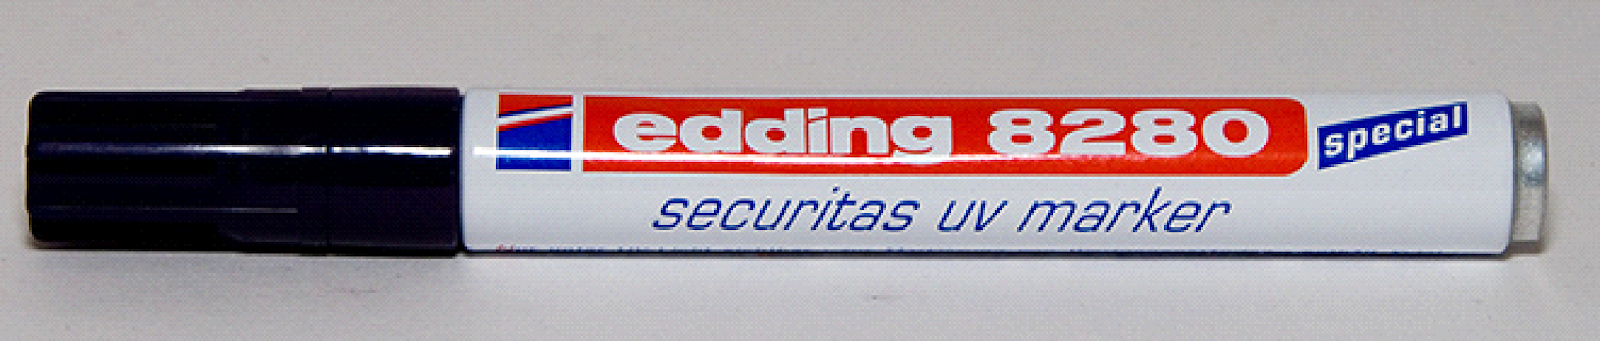 edding 8280
special
securitas uv marker